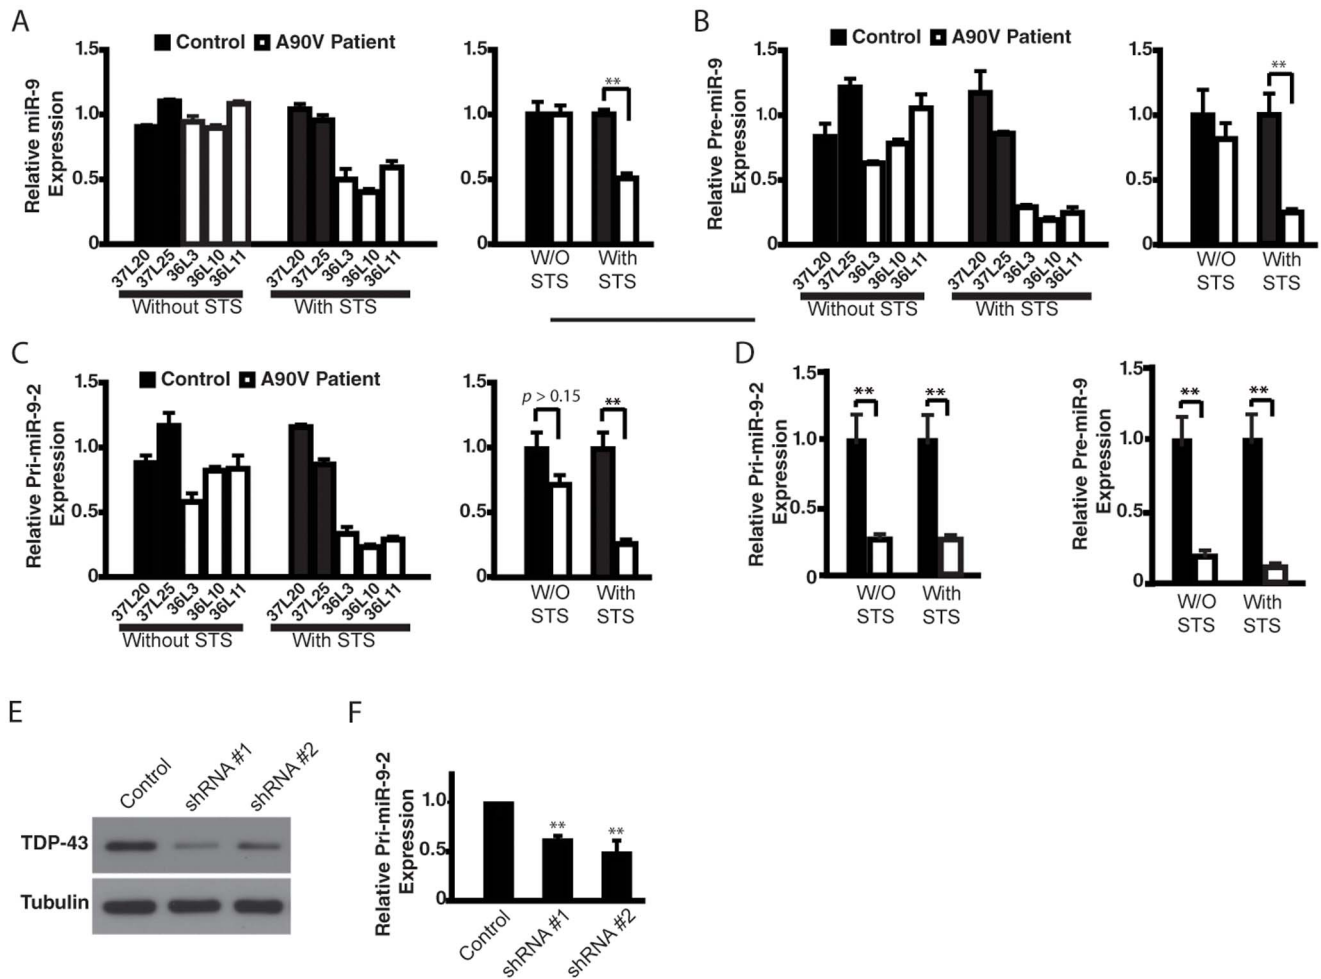 A
Control A90V Patient
Relative miR-9
Expression
1.5
1.0
0.5
0
37L20 37L25 36L3 36L10 36L11 37L20 37L25 36L3 36L10 36L11
Without STS With STS
1.5
1.0
0.5
0
**
W/O With
STS STS
B
Control A90V Patient
Relative Pre-miR-9
Expression
1.5
1.0
0.5
0
37L20 37L25 36L3 36L10 36L11 37L20 37L25 36L3 36L10 36L11
Without STS With STS
1.5
1.0
0.5
0
**
W/O With
STS STS
C
Control A90V Patient
Relative Pri-miR-9-2
Expression
1.5
1.0
0.5
0
37L20 37L25 36L3 36L10 36L11 37L20 37L25 36L3 36L10 36L11
Without STS With STS
1.5
1.0
0.5
0
p > 0.15 **
W/O With
STS STS
D
Relative Pri-miR-9-2
Expression
1.5
1.0
0.5
0
** **
W/O With
STS STS
Relative Pre-miR-9
Expression
1.5
1.0
0.5
0
** **
W/O With
STS STS
E
Control shRNA #1 shRNA #2
TDP-43
Tubulin
F
Relative Pri-miR-9-2
Expression
1.0
0.5
0
** **
Control shRNA #1 shRNA #2